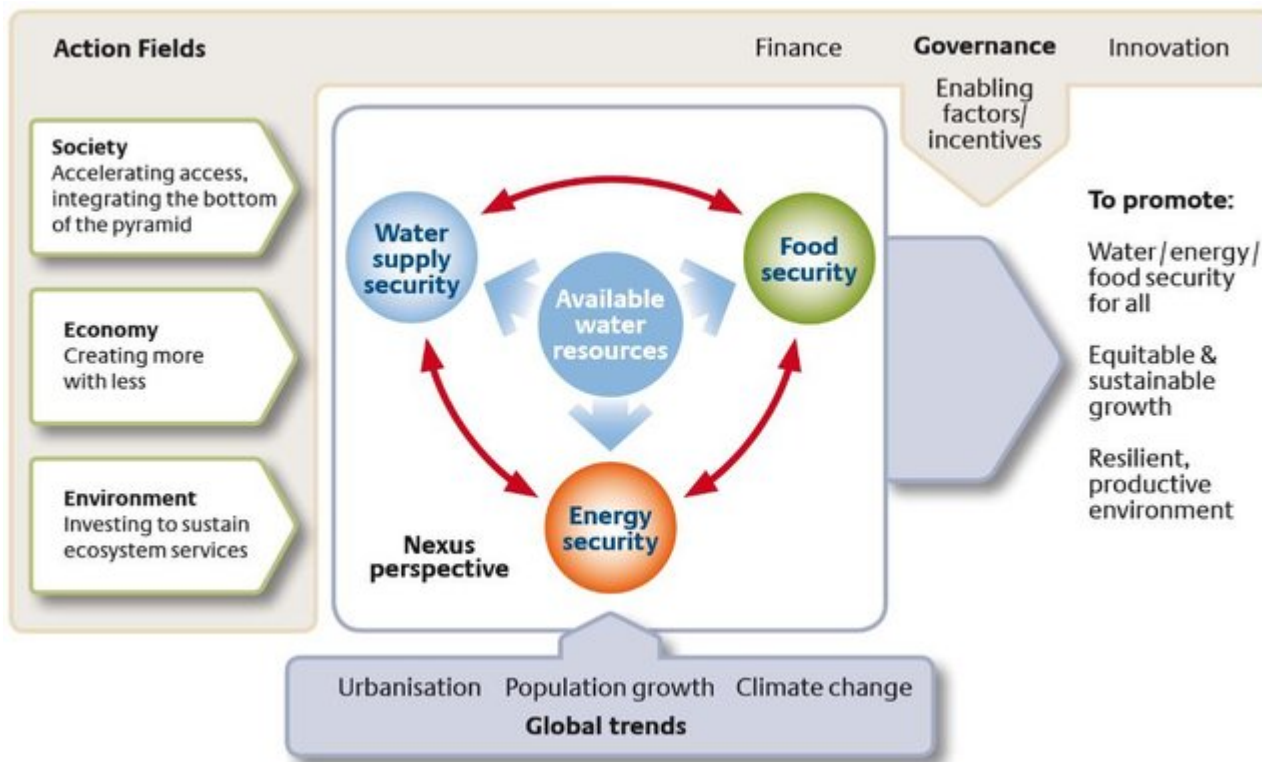 Action Fields
Finance
Governance
Innovation
Enabling
factors/
incentives
Society
Accelerating access,
integrating the bottom
of the pyramid
Economy
Creating more
with less
Environment
Investing to sustain
ecosystem services
Water
supply
security
Food
security
Available
water
resources
Energy
security
Nexus
perspective
To promote:
Water/energy/
food security
for all
Equitable &
sustainable
growth
Resilient,
productive
environment
Urbanisation
Population growth
Climate change
Global trends